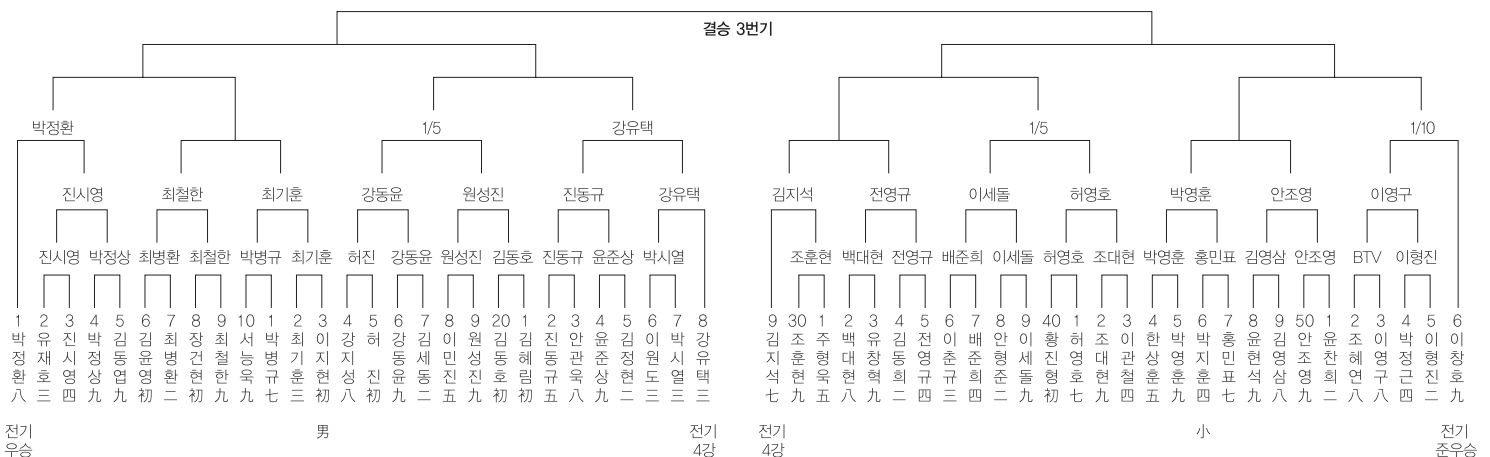 결승 3번기
박정환 1/5 강유택 1/5 1/10
진시영 최철한 최기훈 강동윤 원성진 진동규 강유택 김지석 전영규 이세돌 허영호 박영훈 안조영 이영구
진시영 박정상 최병환 최철한 박병규 최기훈 허진 강동윤 원성진 김동호 진동규 윤준상 박시열 조훈현 백대현 전영규 배준희 이세돌 허영호 조대현 박영훈 홍민표 김영삼 안조영 BTV 이형진
1 박정환八
2 유재호三
3 진시영四
4 박정상九
5 김동엽九
6 김윤영初
7 최병환二
8 장건현初
9 최철한九
10 서능욱九
1 박병규七
2 최기훈三
3 이지현初
4 강지성八
5 허진初
6 강동윤九
7 김세동二
8 이민진五
9 원성진九
20 김동호初
1 김혜림初
2 진동규五
3 안관욱八
4 윤준상九
5 김정현二
6 이원도三
7 박시열三
8 강유택三
9 김지석七
30 조훈현九
1 주형욱五
2 백대현八
3 유창혁九
4 김동희二
5 전영규四
6 이춘규三
7 배준희四
8 안형준二
9 이세돌九
40 황진형初
1 허영호七
2 조대현九
3 이관철四
4 한상훈五
5 박영훈九
6 박지훈四
7 홍민표七
8 윤현석九
9 김영삼八
50 안조영九
1 윤찬희二
2 조혜연八
3 이영구八
4 박정근四
5 이형진二
6 이창호九
전기 男 전기 전기 小 전기
우승 4강 4강 준우승